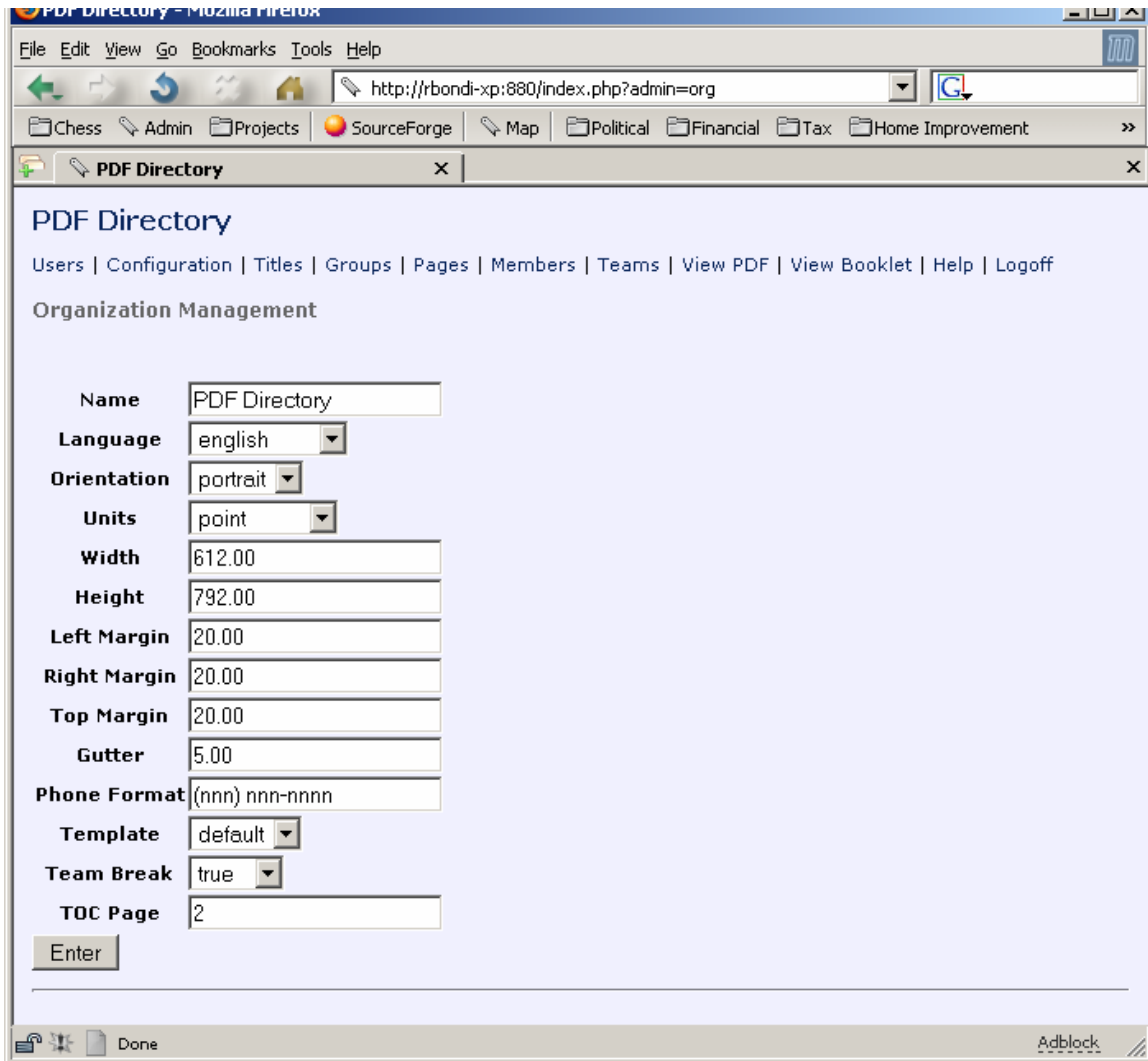 PDF Directory - Mozilla Firefox
File Edit View Go Bookmarks Tools Help
http://rbondi-xp:880/index.php?admin=org G
Chess Admin Projects SourceForge Map Political Financial Tax Home Improvement »
PDF Directory
PDF Directory
Users | Configuration | Titles | Groups | Pages | Members | Teams | View PDF | View Booklet | Help | Logoff
Organization Management
Name PDF Directory
Language english
Orientation portrait
Units point
Width 612.00
Height 792.00
Left Margin 20.00
Right Margin 20.00
Top Margin 20.00
Gutter 5.00
Phone Format (nnn) nnn-nnnn
Template default
Team Break true
TOC Page 2
Enter
Done Adblock